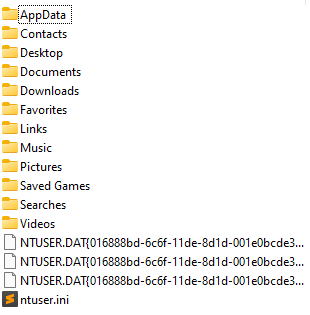 AppData
Contacts
Desktop
Documents
Downloads
Favorites
Links
Music
Pictures
Saved Games
Searches
Videos
NTUSER.DAT{016888bd-6c6f-11de-8d1d-001e0bcde3...
NTUSER.DAT{016888bd-6c6f-11de-8d1d-001e0bcde3...
NTUSER.DAT{016888bd-6c6f-11de-8d1d-001e0bcde3...
ntuser.ini